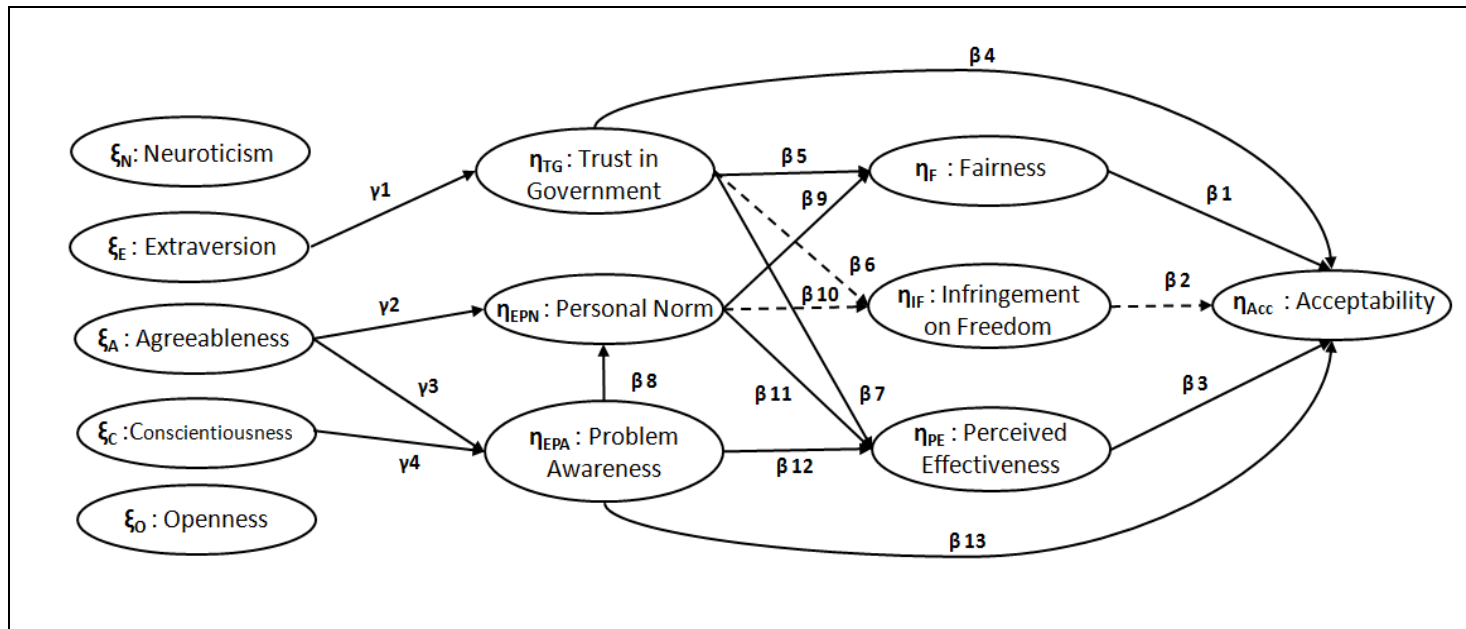 β 4
ξN: Neuroticism
ηTG : Trust in
Government
β 5
ηF : Fairness
γ1
β 9
β 1
ξE : Extraversion
β 6
β 2
γ2
ηEPN : Personal Norm
β 10
ηIF : Infringement
on Freedom
ηAcc : Acceptability
ξA : Agreeableness
γ3
β 8
β 11
β 7
β 3
ξC :Conscientiousness
γ4
ηEPA : Problem
Awareness
β 12
ηPE : Perceived
Effectiveness
ξO : Openness
β 13